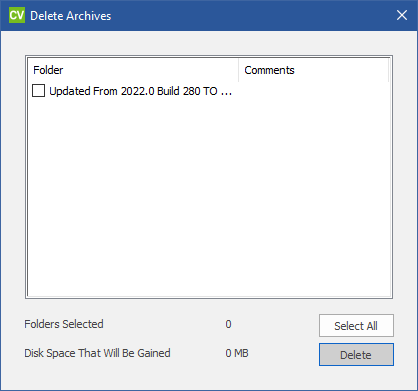 CV Delete Archives
Folder Comments
Updated From 2022.0 Build 280 TO ...
Folders Selected 0 Select All
Disk Space That Will Be Gained 0 MB Delete